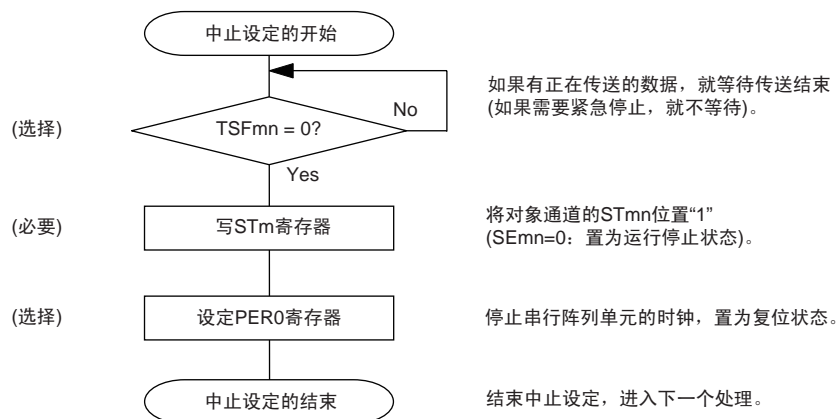 中止设定的开始
如果有正在传送的数据，就等待传送结束
(如果需要紧急停止，就不等待)。
No
(选择)
TSFmn = 0?
Yes
(必要)
写STm寄存器
将对象通道的STmn位置“1”
(SEmn=0：置为运行停止状态)。
(选择)
设定PER0寄存器
停止串行阵列单元的时钟，置为复位状态。
中止设定的结束
结束中止设定，进入下一个处理。